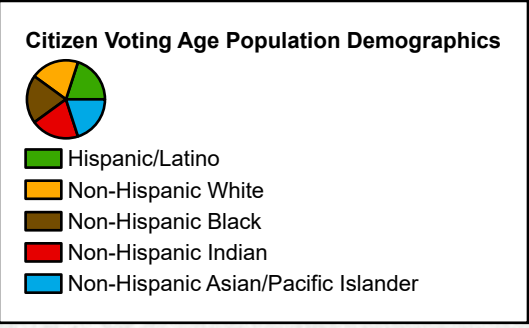 Citizen Voting Age Population Demographics
Hispanic/Latino
Non-Hispanic White
Non-Hispanic Black
Non-Hispanic Indian
Non-Hispanic Asian/Pacific Islander